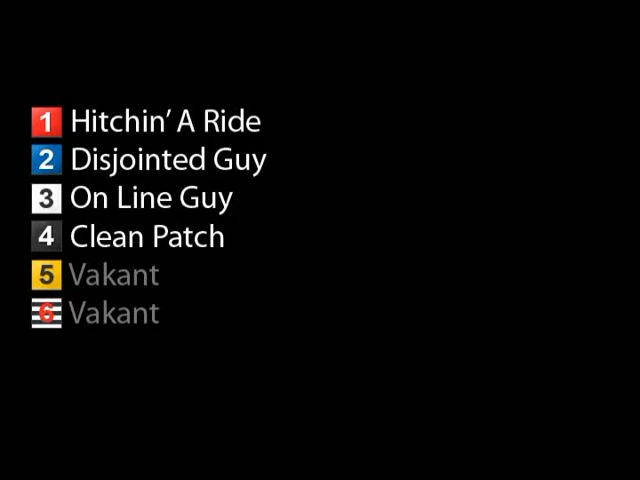 1 Hitchin’ A Ride
2 Disjointed Guy
3 On Line Guy
4 Clean Patch
5 Vakant
6 Vakant